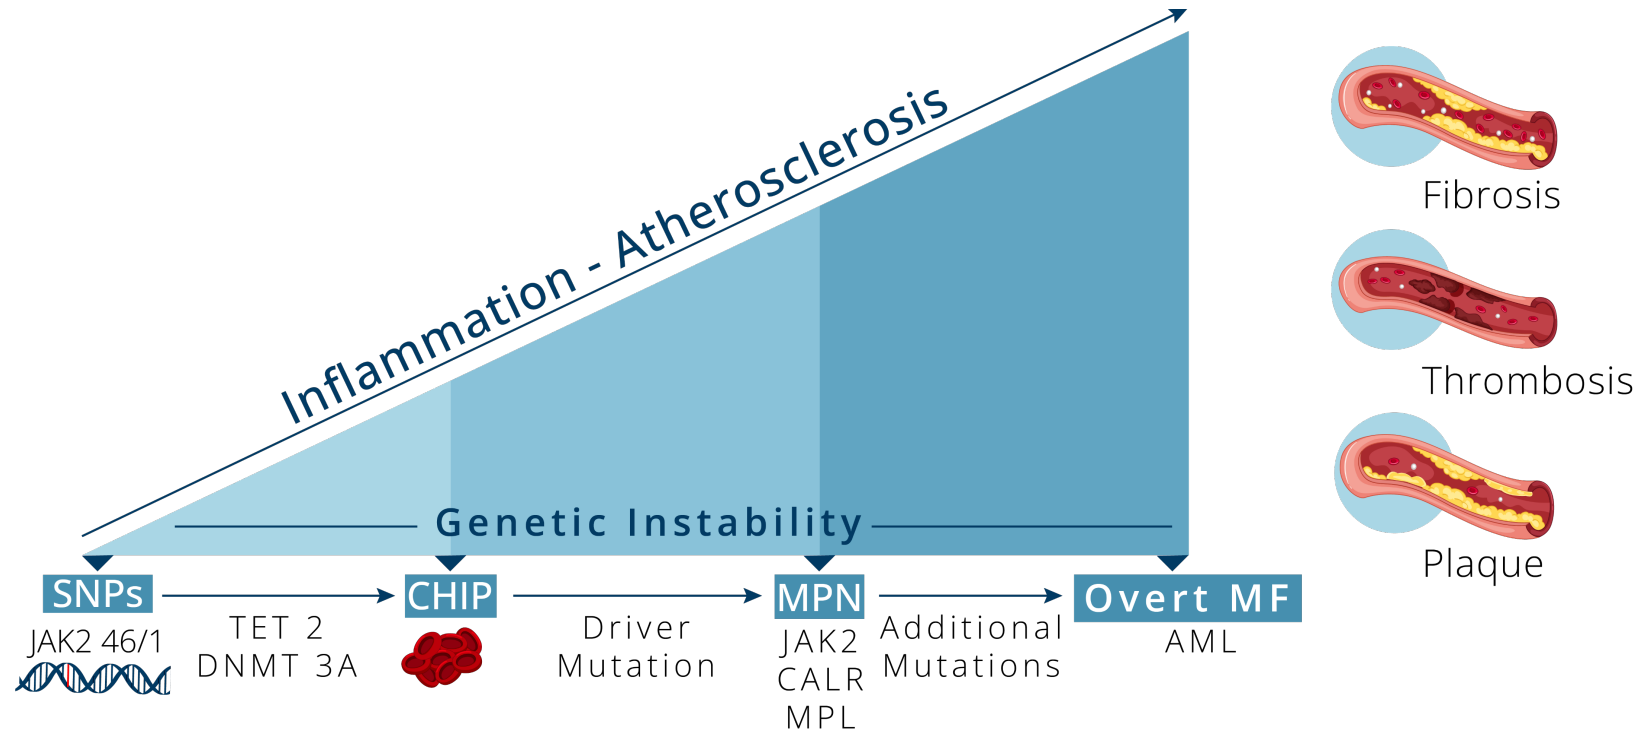 Inflammation - Atherosclerosis
Genetic Instability
SNPs
JAK2 46/1
TET 2
DNMT 3A
CHIP
Driver
Mutation
MPN
JAK2
CALR
MPL
Additional
Mutations
Overt MF
AML
Fibrosis
Thrombosis
Plaque